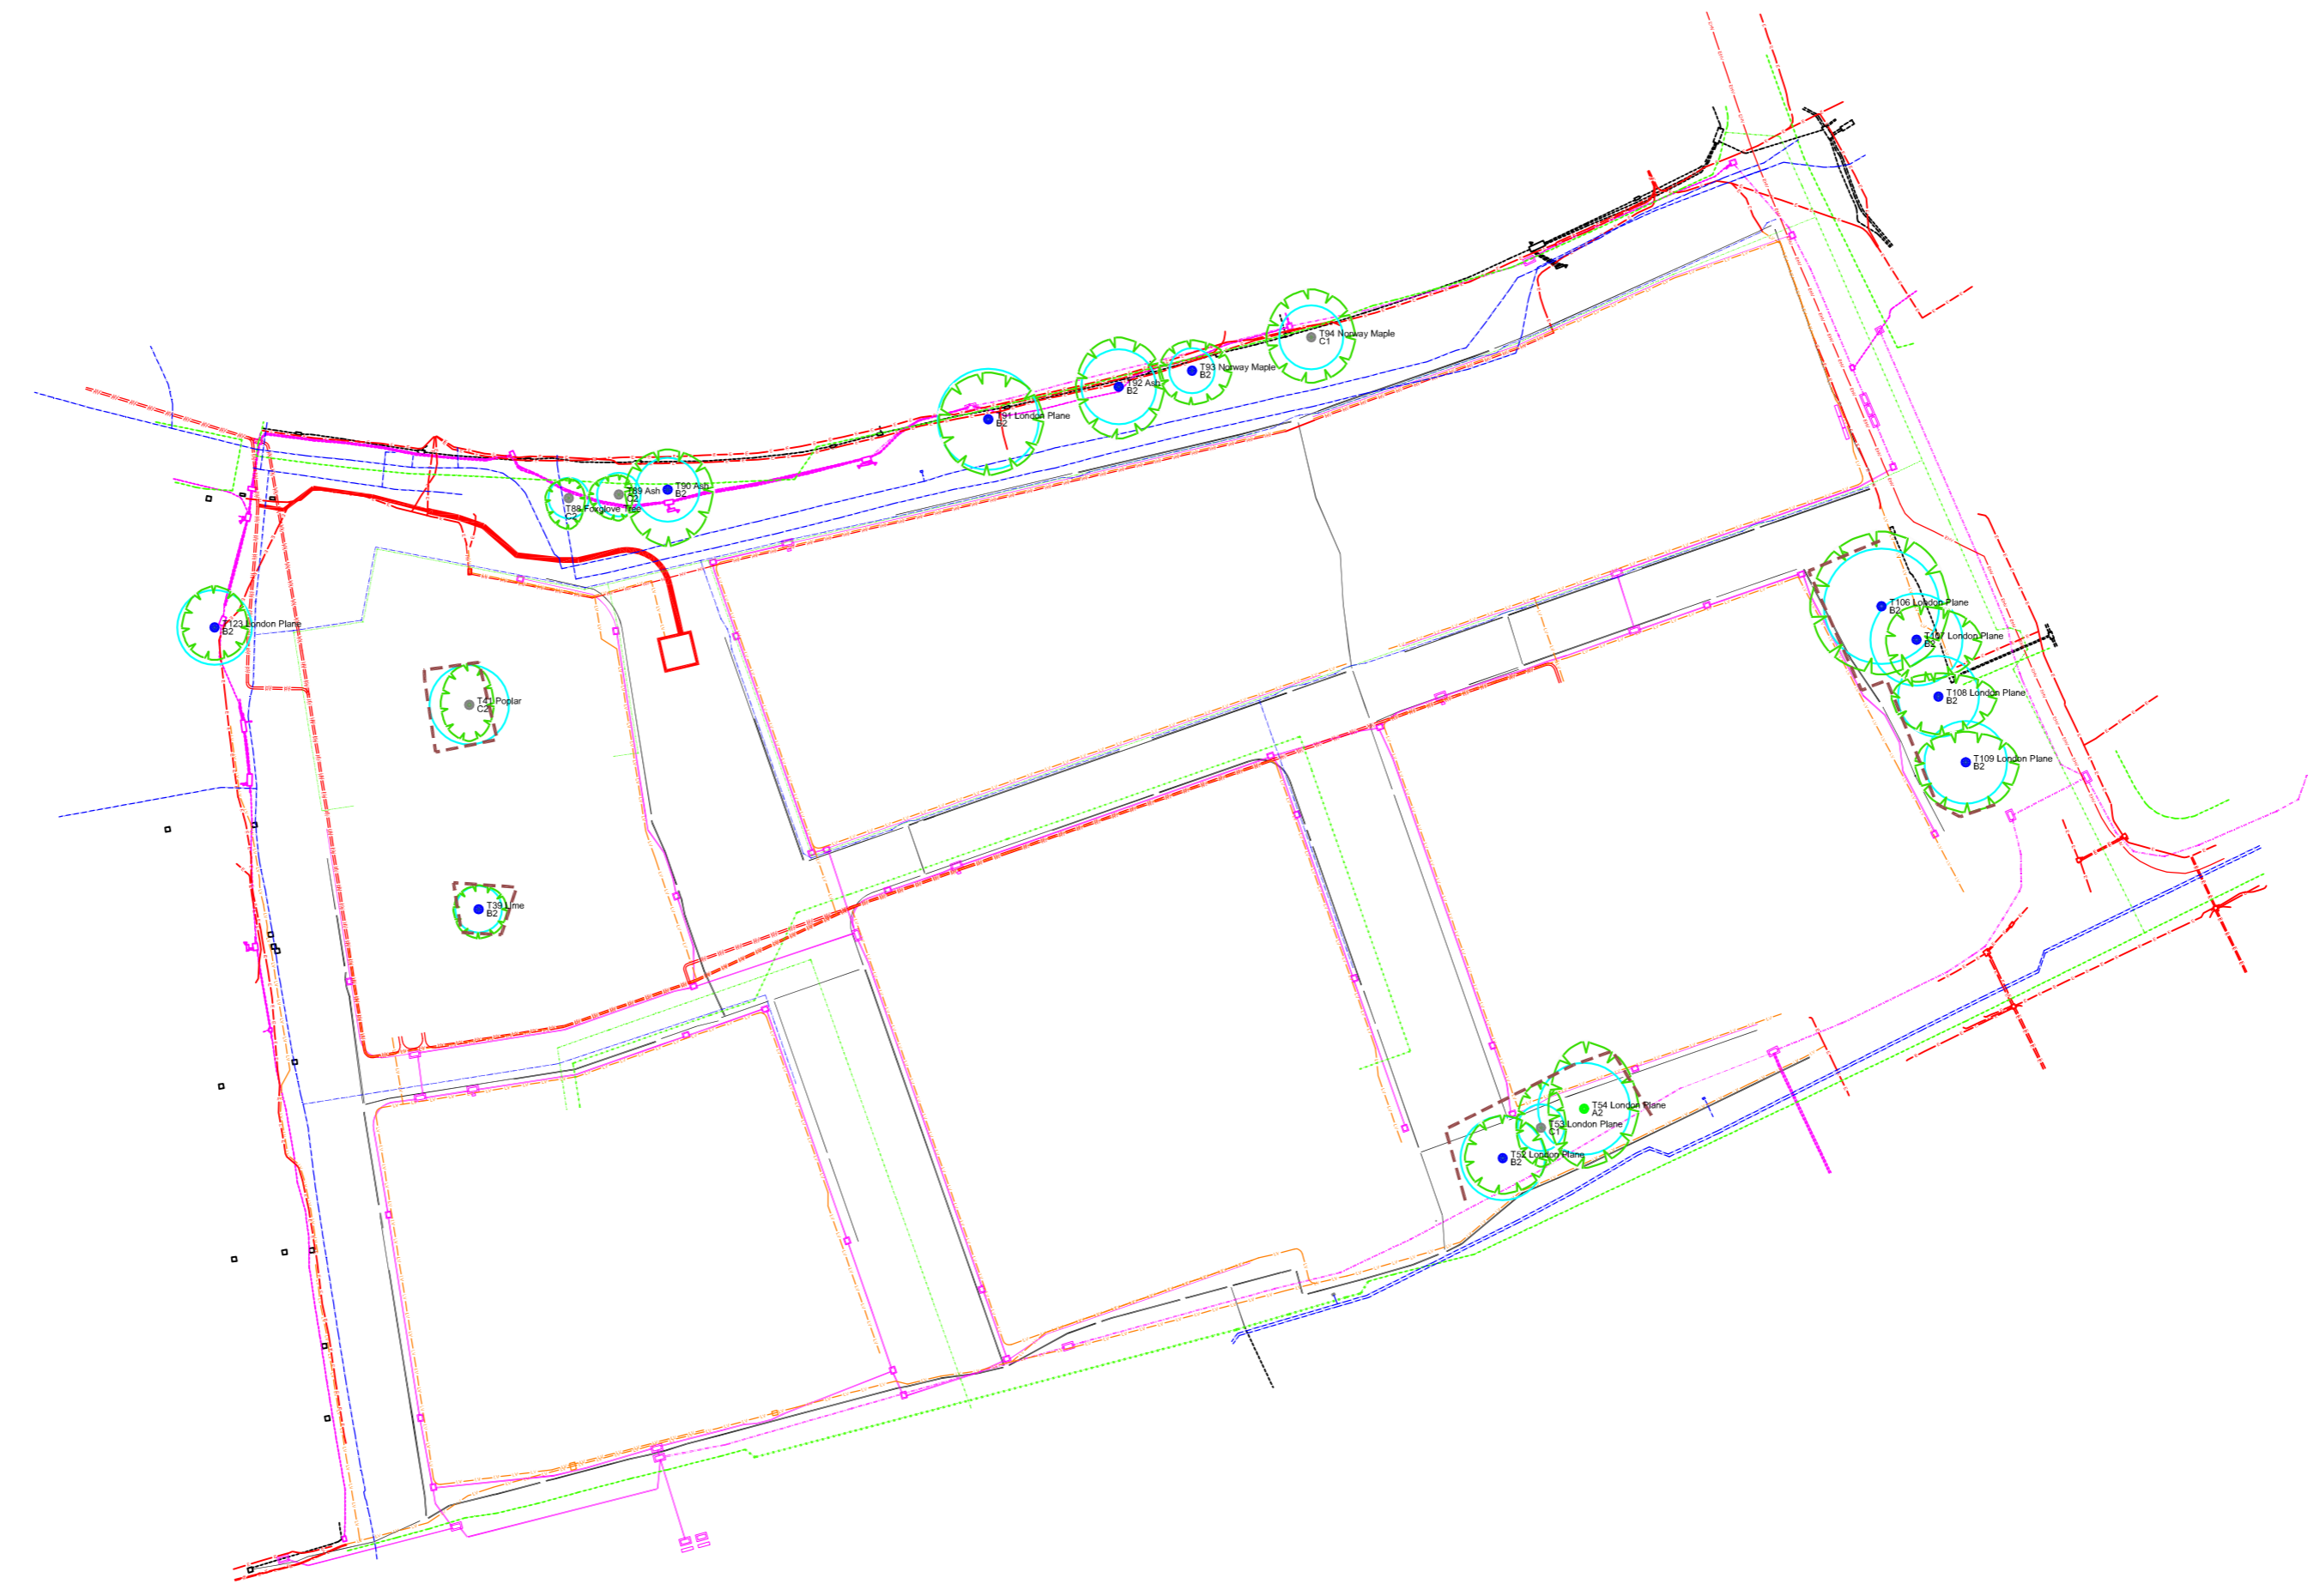 T94 Norway Maple
C1
T93 Norway Maple
B2
T92 Ash
B2
T91 London Plane
B2
T90 Ash
B2
T89 Ash
C2
T88 Foxglove Tree
C2
T106 London Plane
B2
T123 London Plane
B2
T107 London Plane
B2
T108 London Plane
B2
T41 Poplar
C2
T109 London Plane
B2
T39 Lime
B2
T54 London Plane
A2
T53 London Plane
C1
T52 London Plane
B2